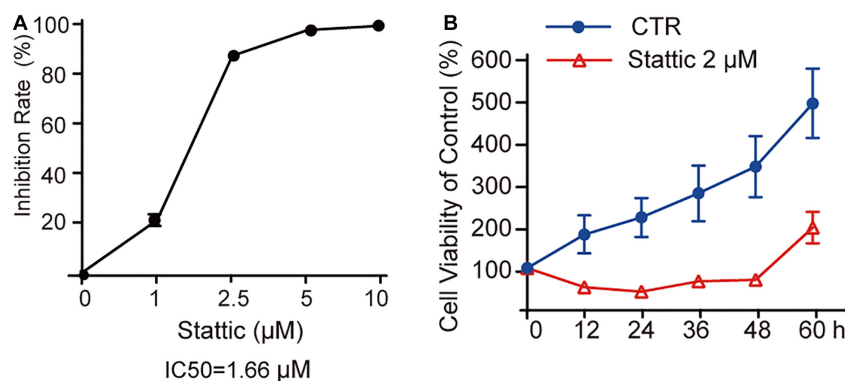 A
Inhibition Rate (%)
100
80
60
40
20
0
1
2.5
5
10
Stattic (μM)
IC50=1.66 μM
B
CTR
Stattic 2 μM
Cell Viability of Control (%)
600
500
400
300
200
100
0
12
24
36
48
60 h